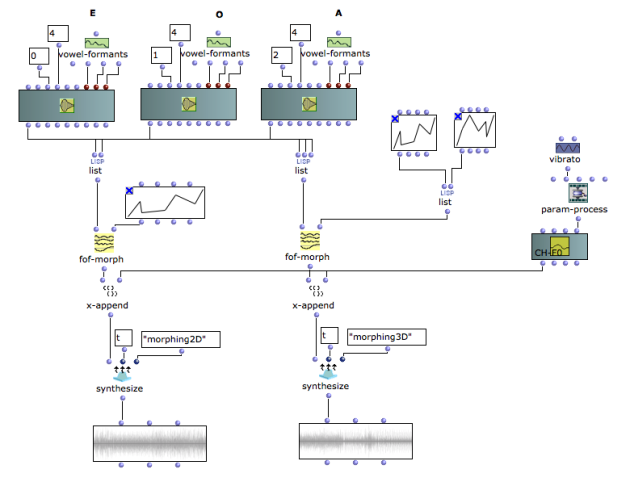 E
O
A
4
4
4
0
vowel-formants
1
vowel-formants
2
vowel-formants
LISP
list
LISP
list
LISP
list
vibrato
param-process
CH-F0
fof-morph
fof-morph
x-append
x-append
t
"morphing2D"
t
"morphing3D"
synthesize
synthesize